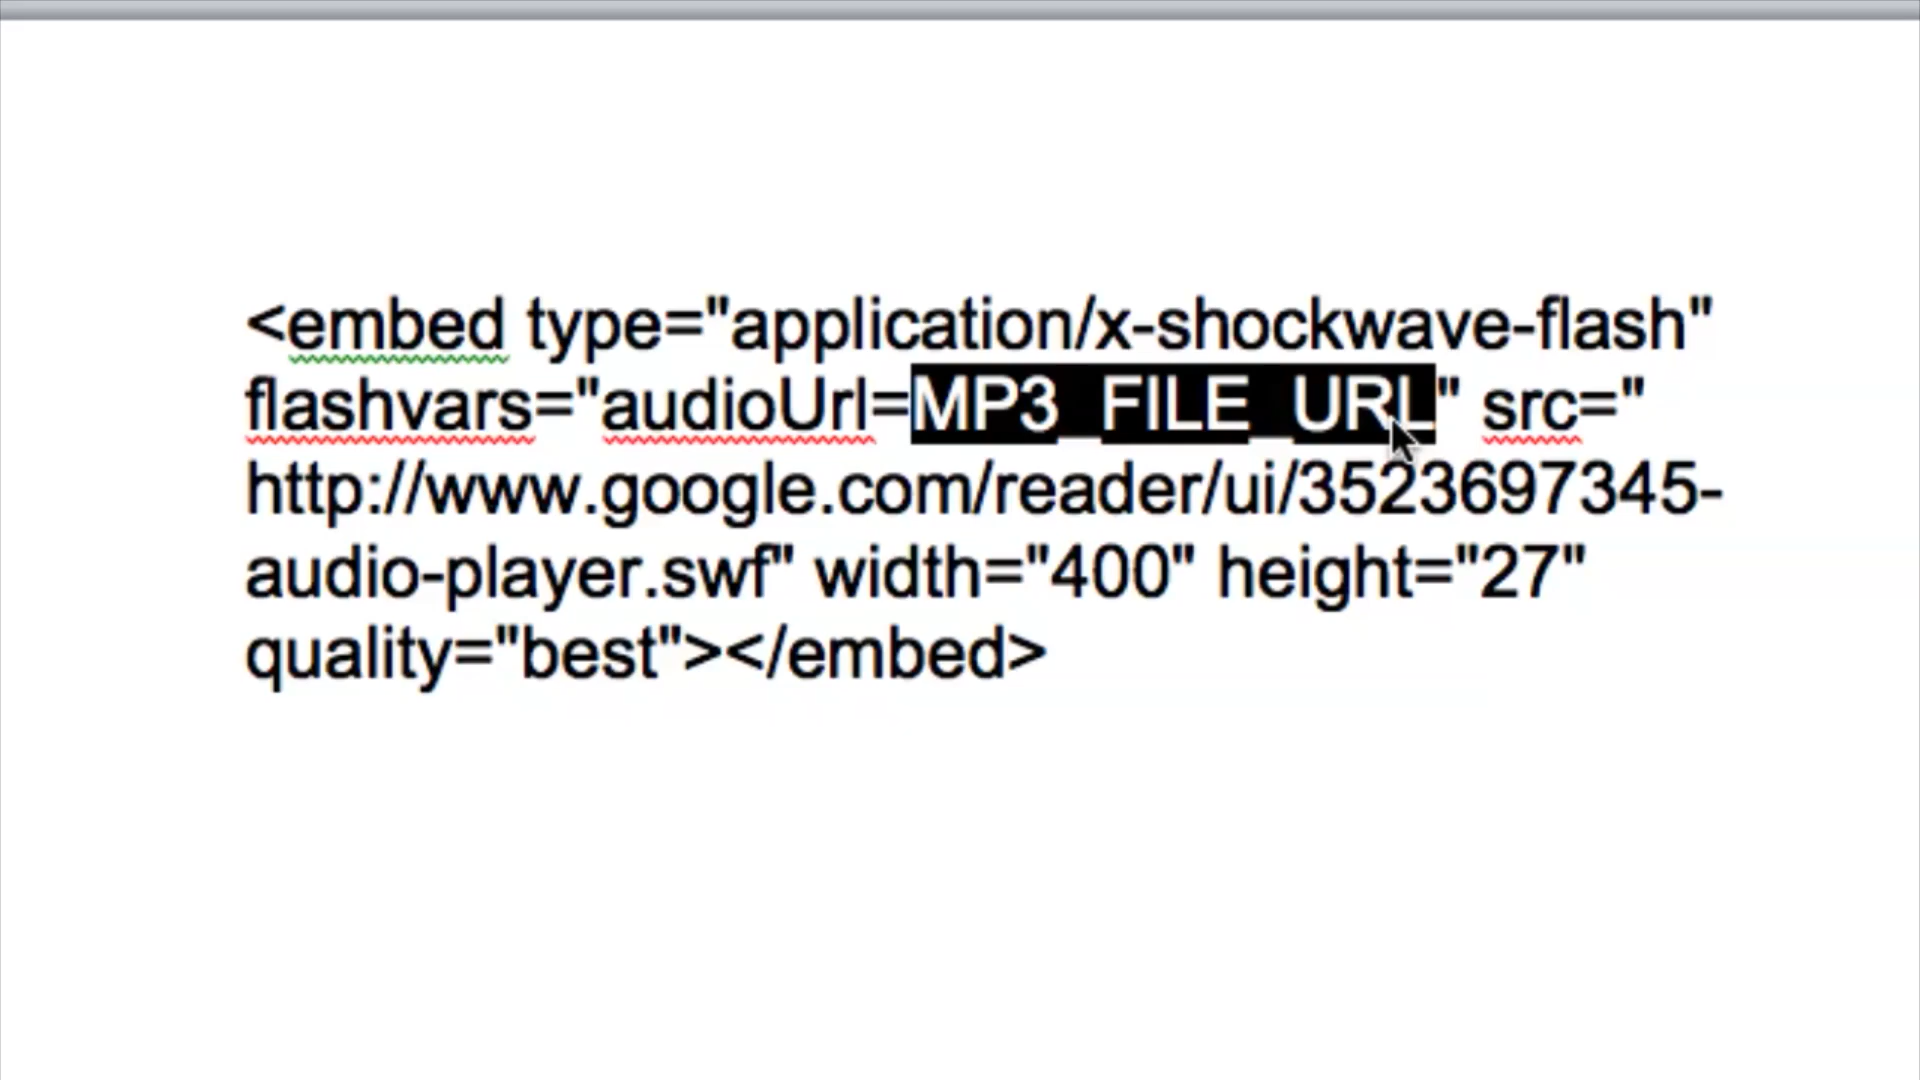 <embed type="application/x-shockwave-flash"
flashvars="audioUrl=MP3_FILE_URL" src="
http://www.google.com/reader/ui/3523697345-
audio-player.swf" width="400" height="27"
quality="best"></embed>